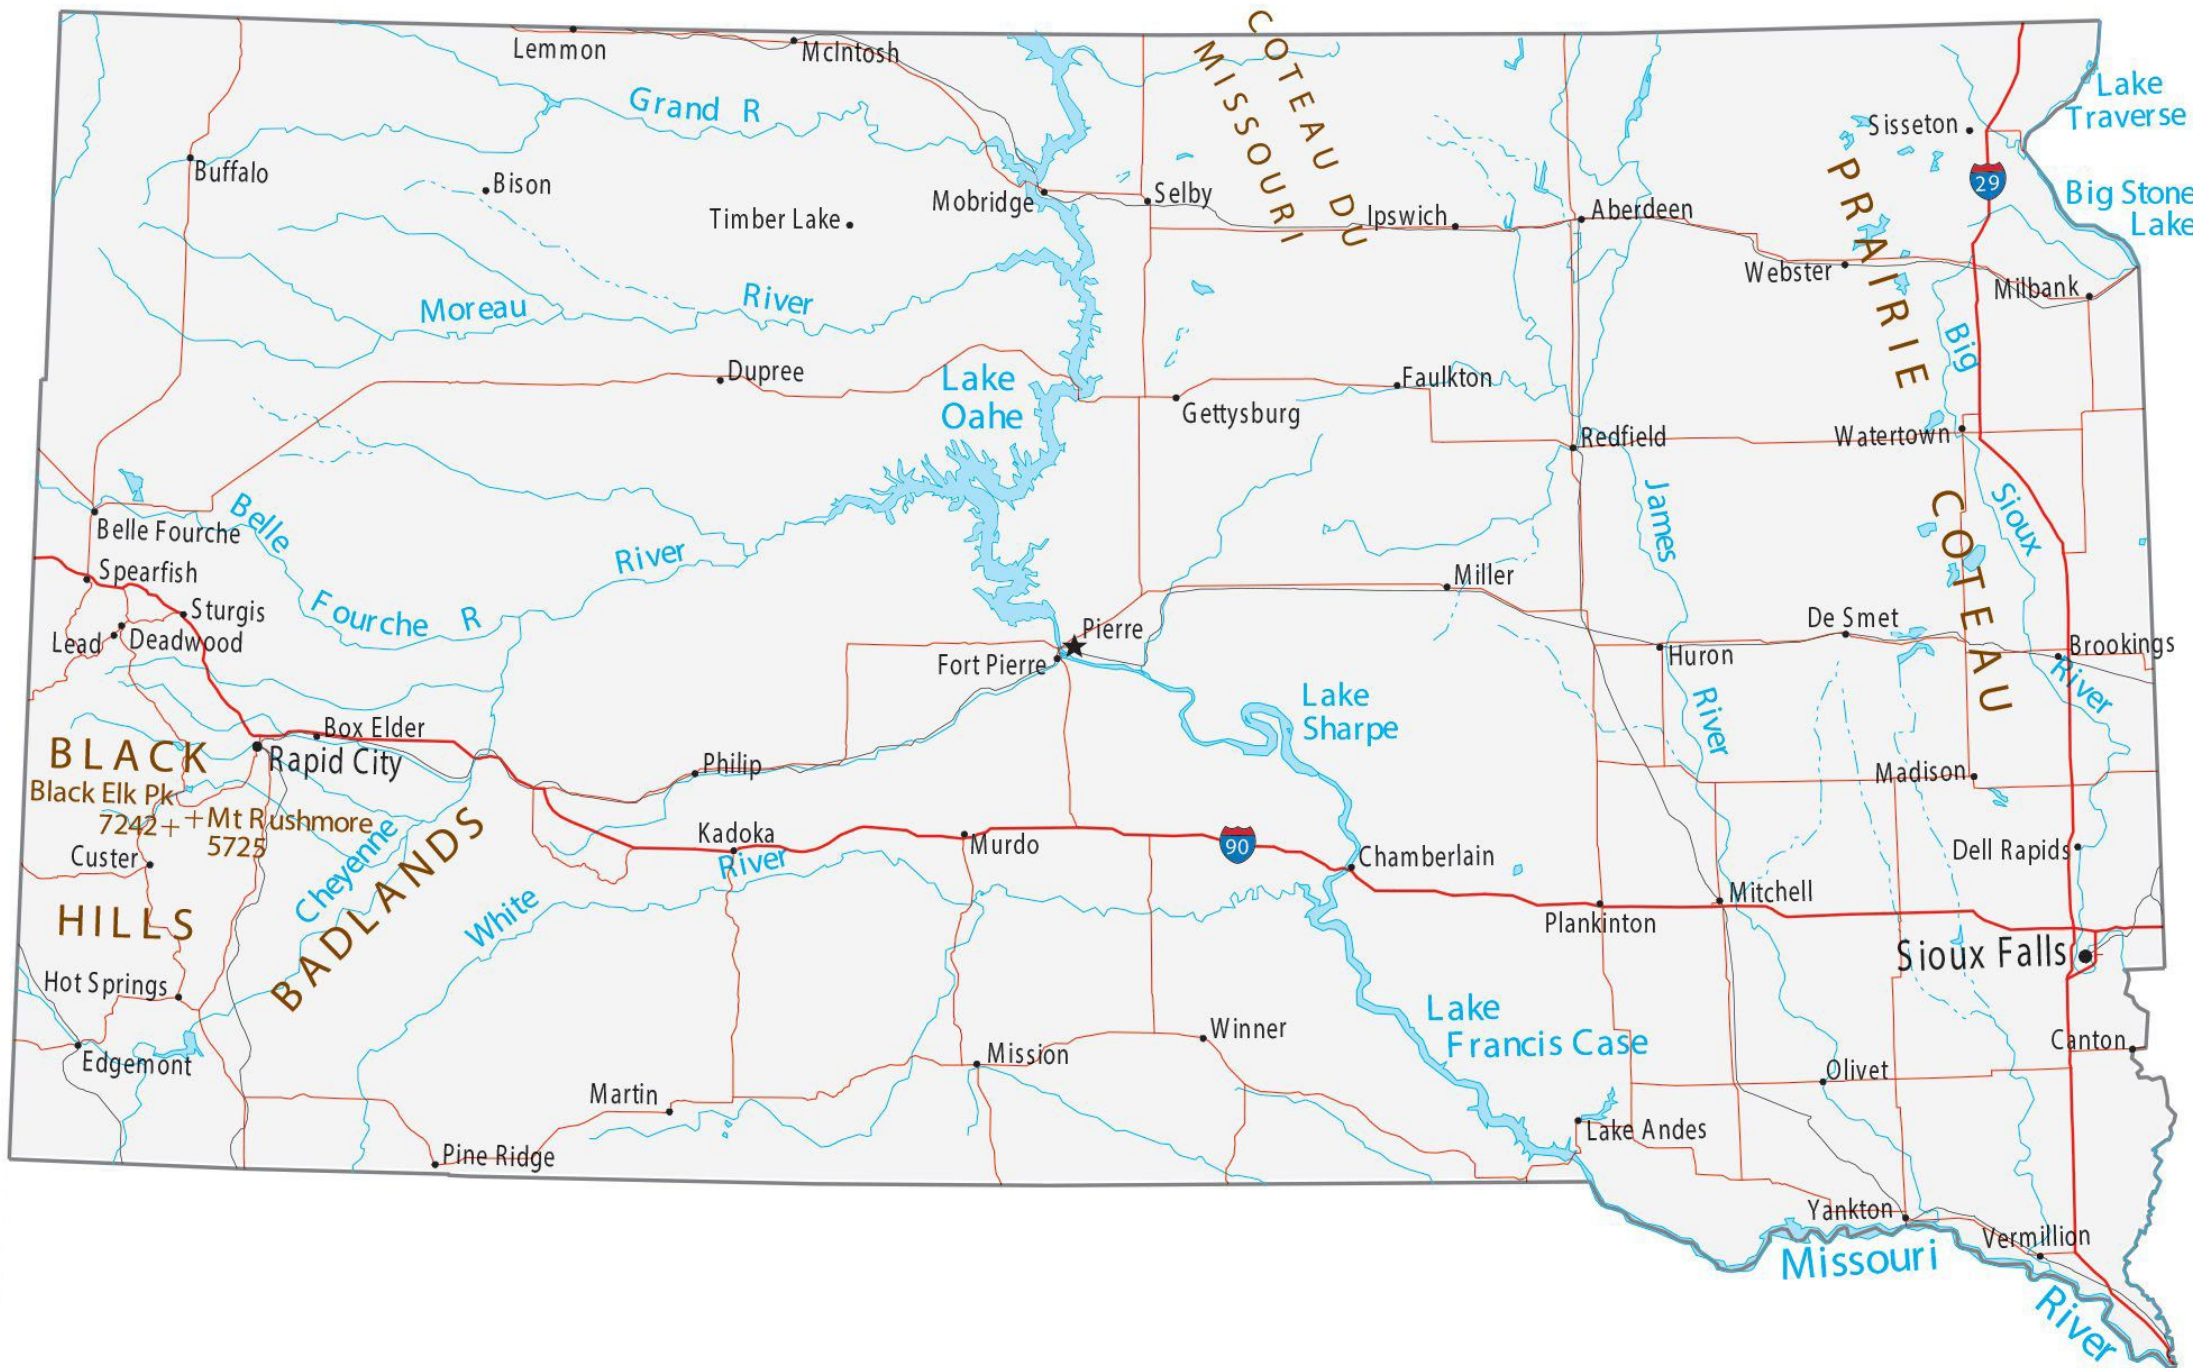 Lemmon
McIntosh
COTEAU DU
MISSOURI
Lake
Traverse
Grand R
Sisseton
Buffalo
Bison
Mobridge
Selby
29
Big Stone
Lake
Timber Lake
Ipswich
Aberdeen
PRAIRIE
COTEAU
Webster
Milbank
Moreau
River
Big
Sioux
River
Dupree
Lake
Oahe
Faulkton
Gettysburg
Redfield
Watertown
Belle Fourche
Belle
Fourche R
River
James
River
Spearfish
Sturgis
Lead
Deadwood
Miller
Pierre
Fort Pierre
De Smet
Huron
Brookings
Lake
Sharpe
Box Elder
Rapid City
BLACK
HILLS
Black Elk Pk
7242+
+Mt Rushmore
5725
Philip
Madison
Cheyenne
BADLANDS
Kadoka
River
White
Murdo
90
Chamberlain
Dell Rapids
Custer
Plankinton
Mitchell
Sioux Falls
Hot Springs
Edgemont
Lake
Francis Case
Winner
Mission
Martin
Canton
Olivet
Lake Andes
Pine Ridge
Yankton
Vermillion
Missouri
River